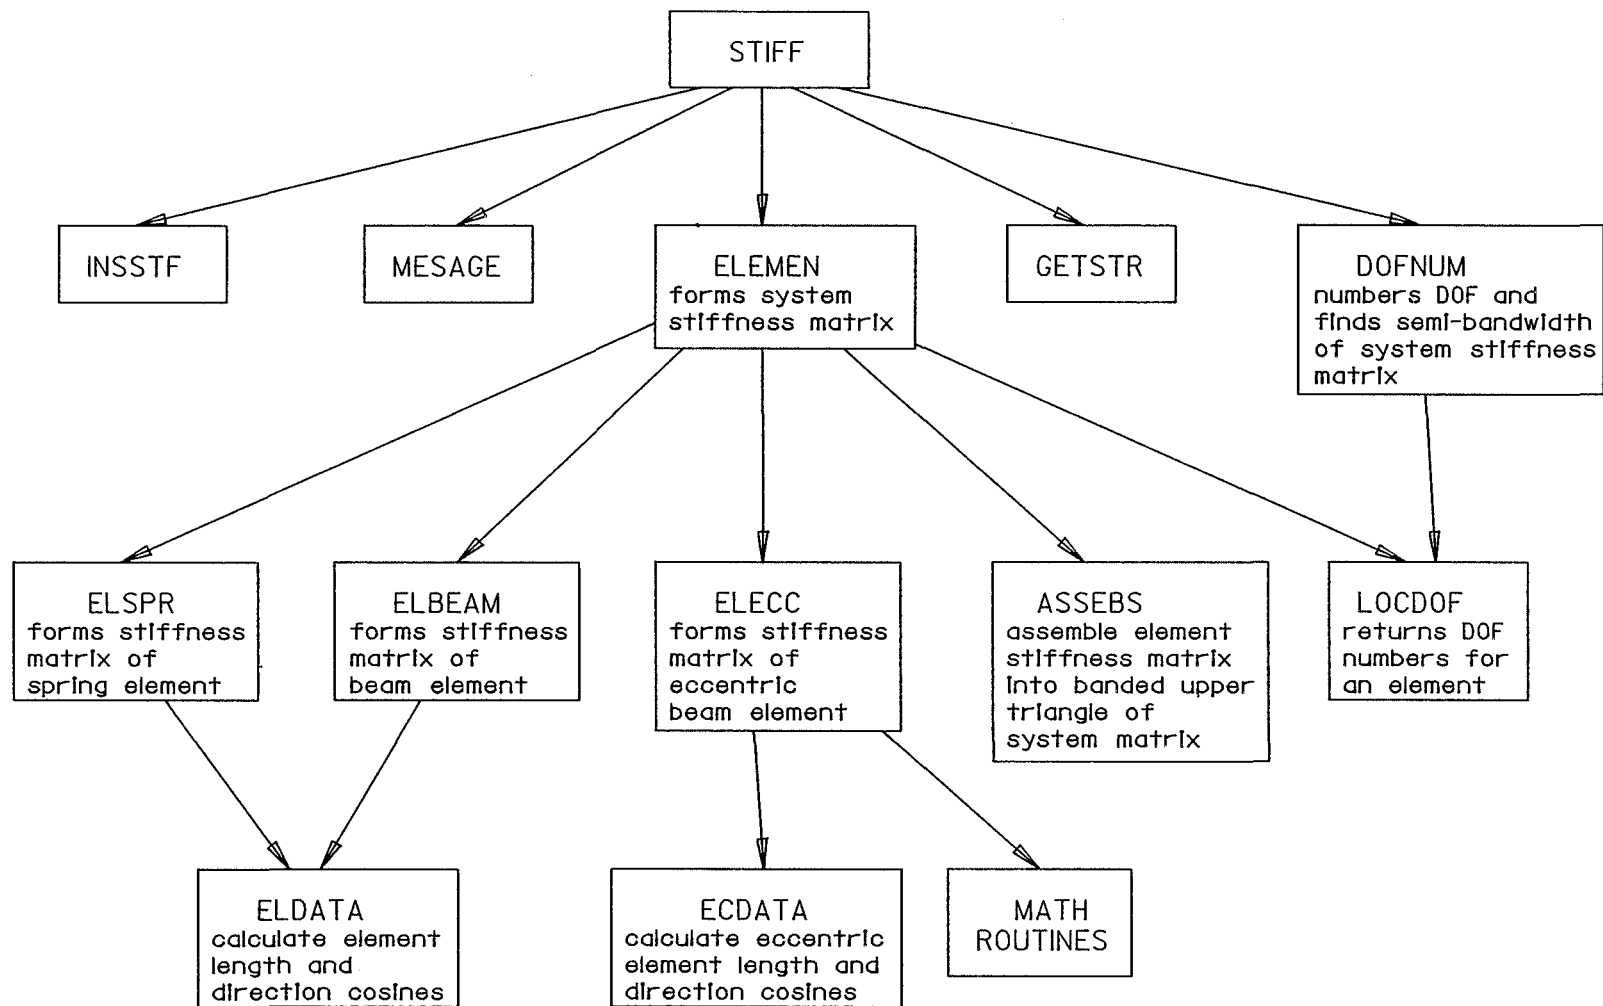 STIFF
INSSTF
MESAGE
ELEMEN
forms system
stiffness matrix
GETSTR
DOFNUM
numbers DOF and
finds semi-bandwidth
of system stiffness
matrix
ELSPR
forms stiffness
matrix of
spring element
ELBEAM
forms stiffness
matrix of
beam element
ELECC
forms stiffness
matrix of
eccentric
beam element
ASSEBS
assemble element
stiffness matrix
into banded upper
triangle of
system matrix
LOCDOF
returns DOF
numbers for
an element
ELDATA
calculate element
length and
direction cosines
ECDATA
calculate eccentric
element length and
direction cosines
MATH
ROUTINES